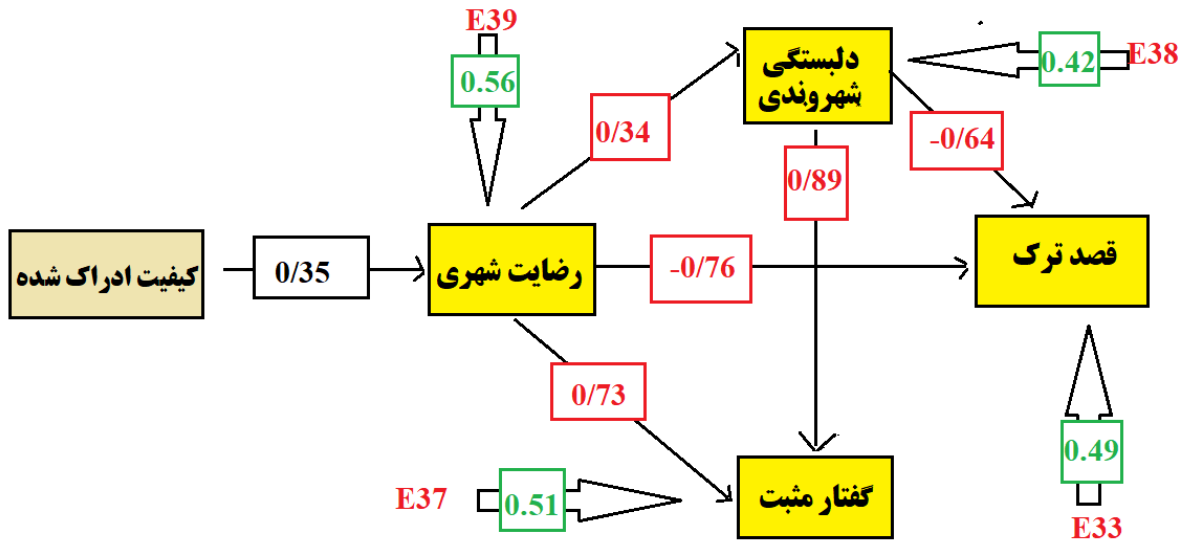 E39
0.56
دلبستگی
شهروندی
0.42
E38
0/34
-0/64
0/89
کیفیت ادراک شده
0/35
رضایت شهری
-0/76
قصد ترک
0/73
0.49
E37
0.51
گفتار مثبت
E33